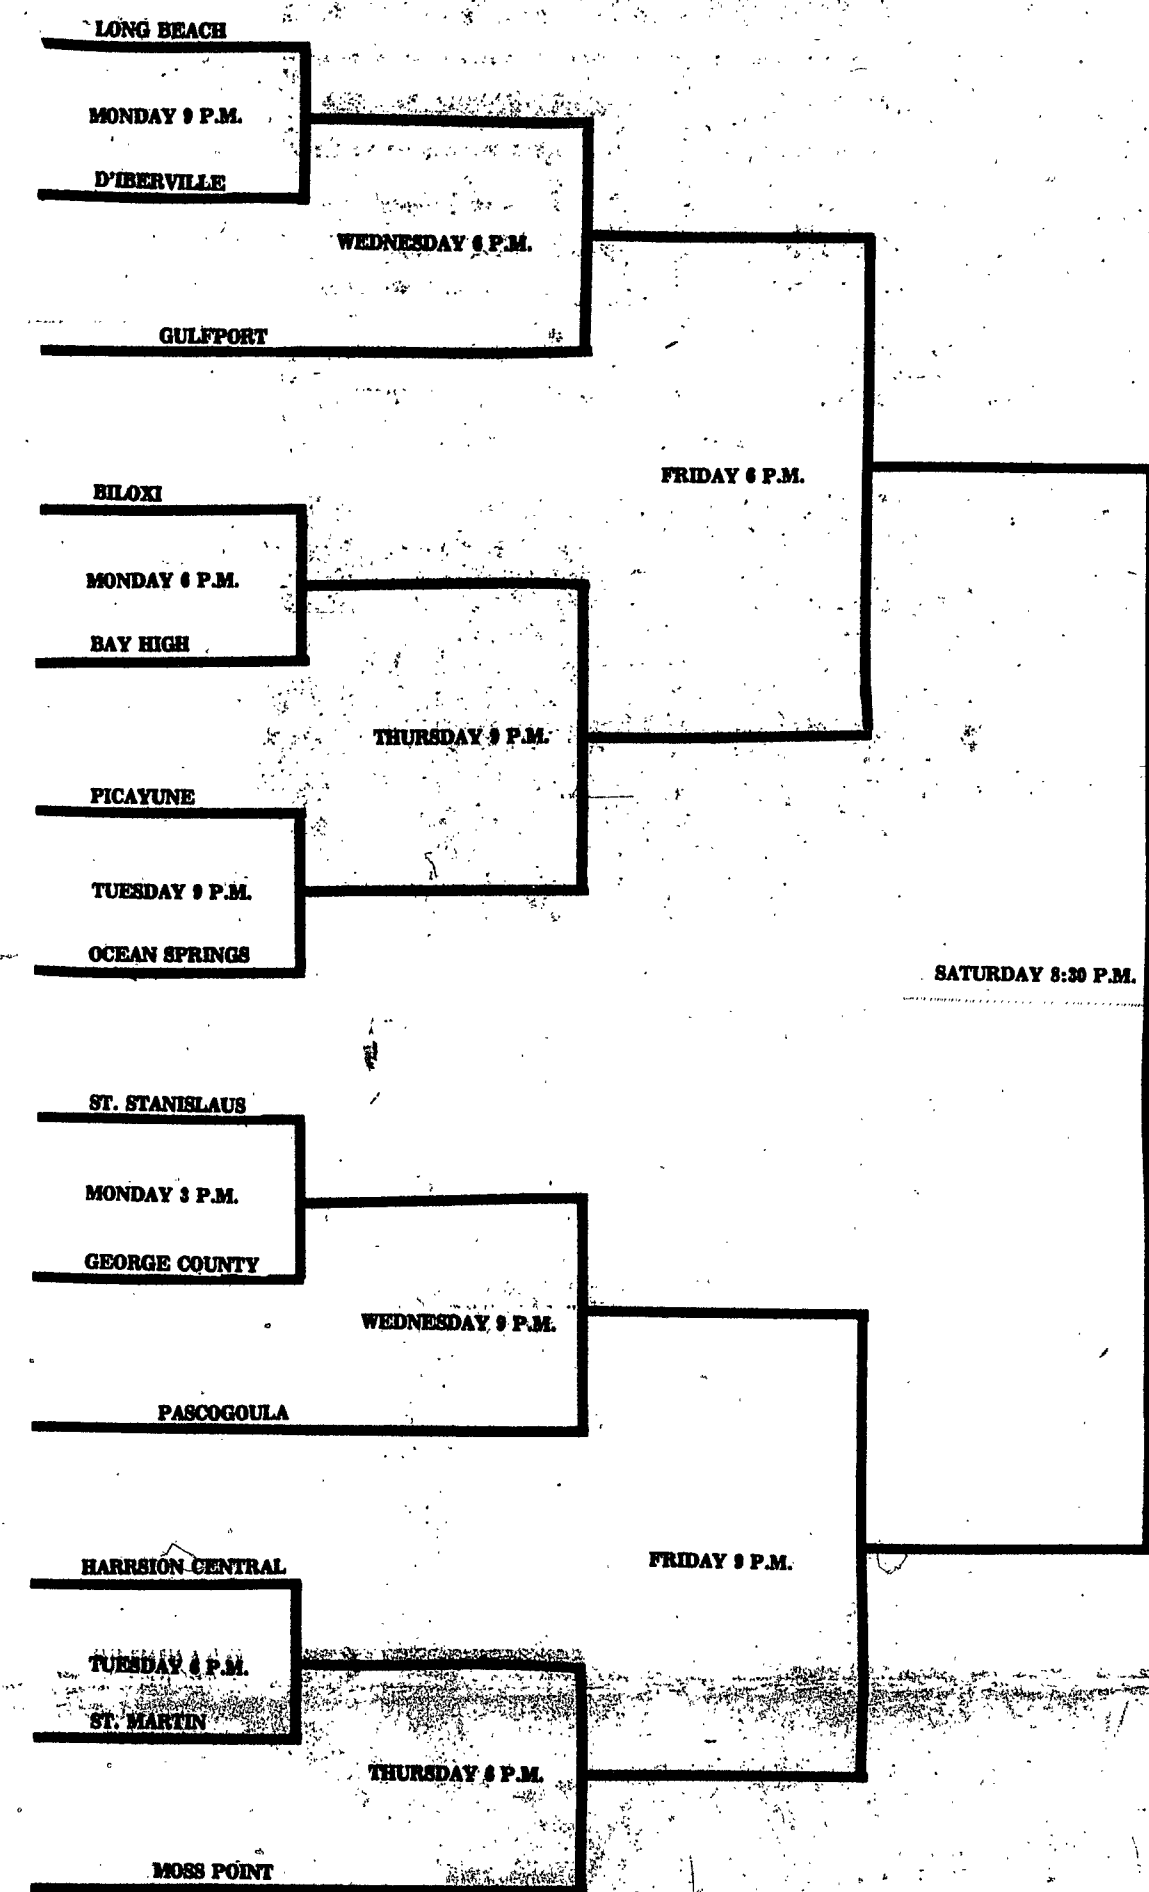 LONG BEACH
MONDAY 9 P.M.
D'IBERVILLE
WEDNESDAY 6 P.M.
GULFPORT
FRIDAY 6 P.M.
BILOXI
MONDAY 6 P.M.
BAY HIGH
THURSDAY 9 P.M.
PICAYUNE
TUESDAY 9 P.M.
OCEAN SPRINGS
SATURDAY 8:30 P.M.
ST. STANISLAUS
MONDAY 3 P.M.
GEORGE COUNTY
WEDNESDAY 9 P.M.
PASCOGOULA
FRIDAY 9 P.M.
HARRSION CENTRAL
TUESDAY 6 P.M.
ST. MARTIN
THURSDAY 6 P.M.
MOSS POINT